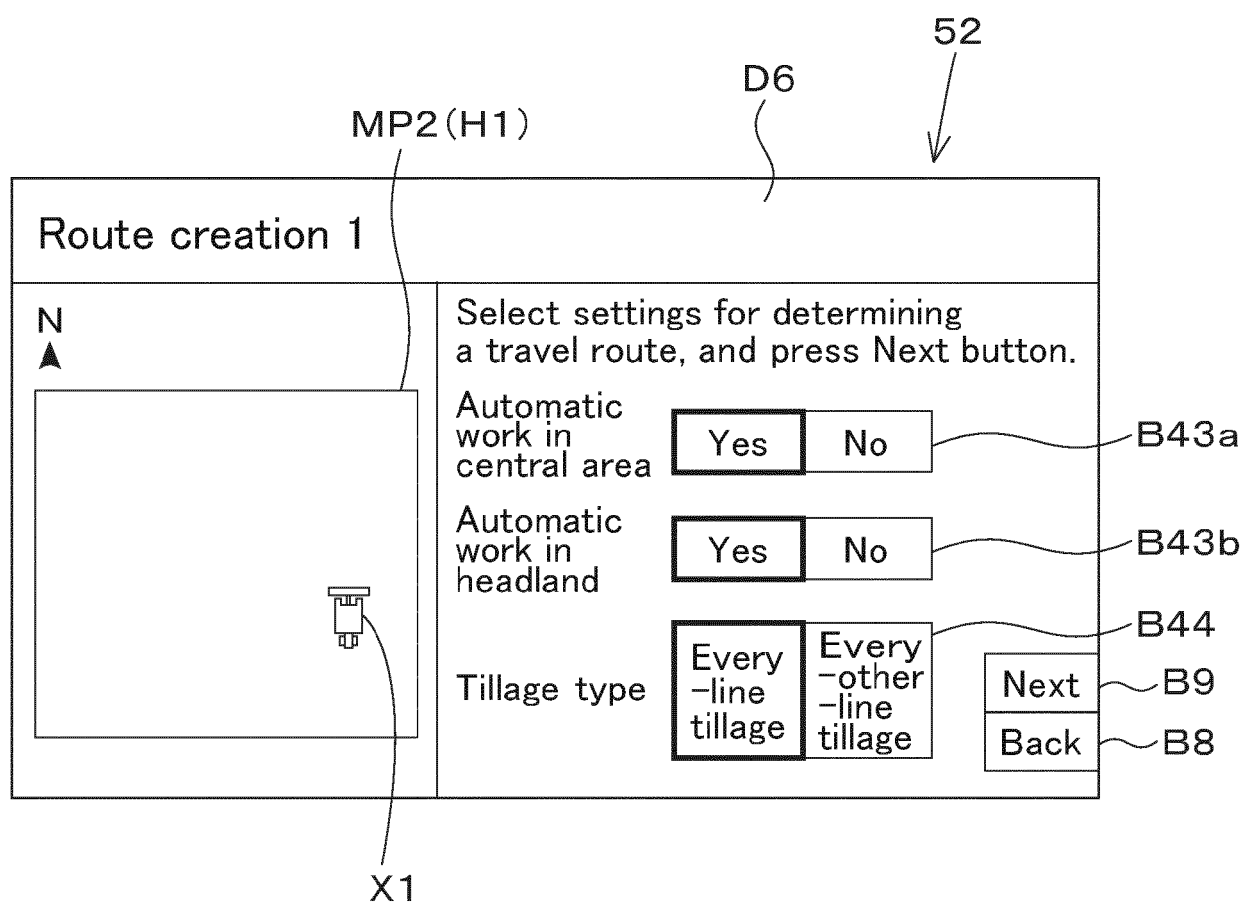 52
D6
MP2(H1)
Route creation 1
N
Select settings for determining
a travel route, and press Next button.
Automatic
work in
central area
Yes
No
B43a
Automatic
work in
headland
Yes
No
B43b
Tillage type
Every
-line
tillage
Every
-other
-line
tillage
B44
Next
B9
Back
B8
X1